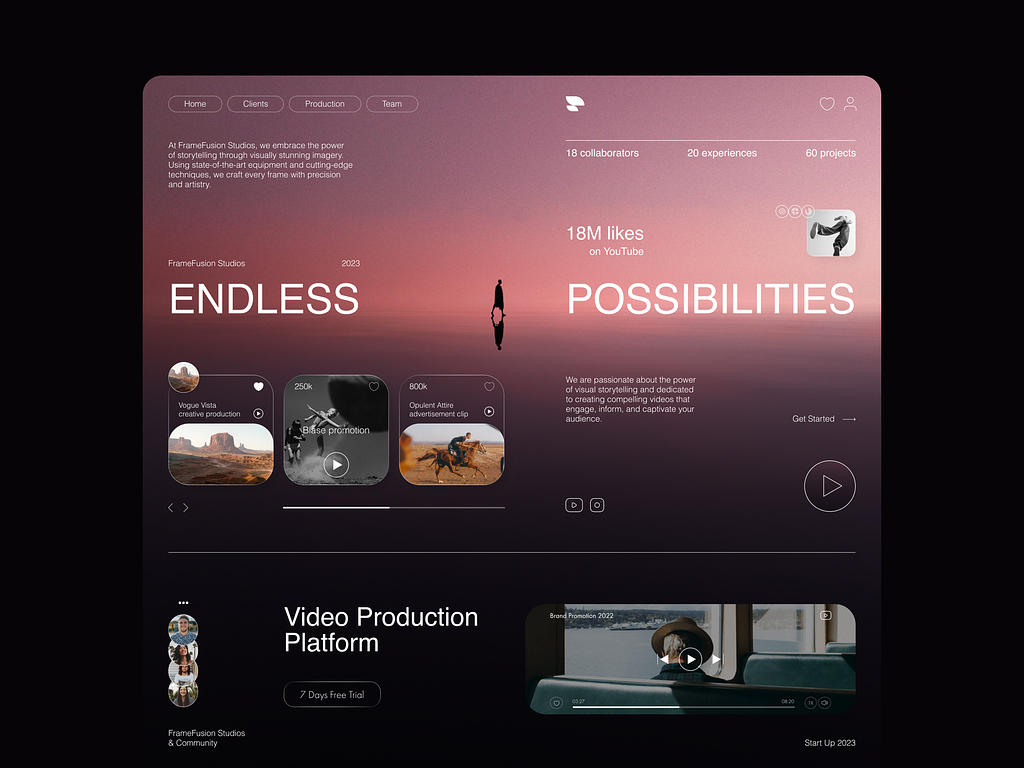 Home
Clients
Production
Team
At FrameFusion Studios, we embrace the power
of storytelling through visually stunning imagery.
Using state-of-the-art equipment and cutting-edge
techniques, we craft every frame with precision
and artistry.
18 collaborators
20 experiences
60 projects
18M likes
on YouTube
FrameFusion Studios
2023
ENDLESS
POSSIBILITIES
Vogue Vista
creative production
250k
Blase promotion
800k
Opulent Attire
advertisement clip
We are passionate about the power
of visual storytelling and dedicated
to creating compelling videos that
engage, inform, and captivate your
audience.
Get Started
Video Production
Platform
7 Days Free Trial
Brand Promotion 2022
03:27
08:20
1x
FrameFusion Studios
& Community
Start Up 2023